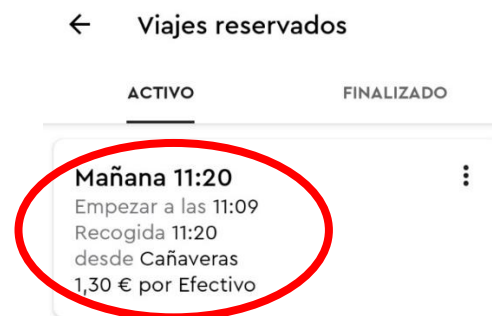 Viajes reservados
ACTIVO FINALIZADO
Mañana 11:20
Empezar a las 11:09
Recogida 11:20
desde Cañaveras
1,30 € por Efectivo